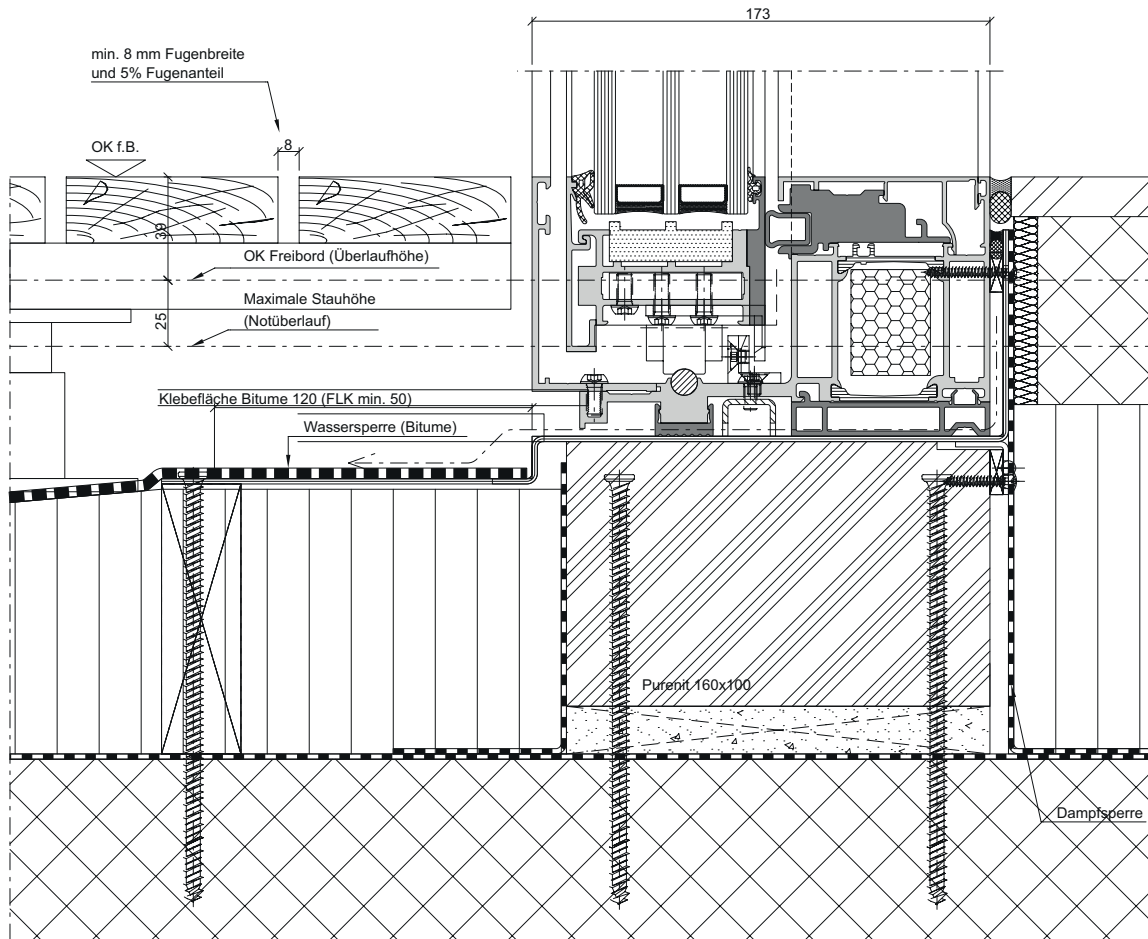 173
min. 8 mm Fugenbreite
und 5% Fugenanteil
8
OK f.B.
39
OK Freibord (Überlaufhöhe)
Maximale Stauhöhe
(Notüberlauf)
25
Klebefläche Bitume 120 (FLK min. 50)
Wassersperre (Bitume)
Purenit 160x100
Dampfsperre